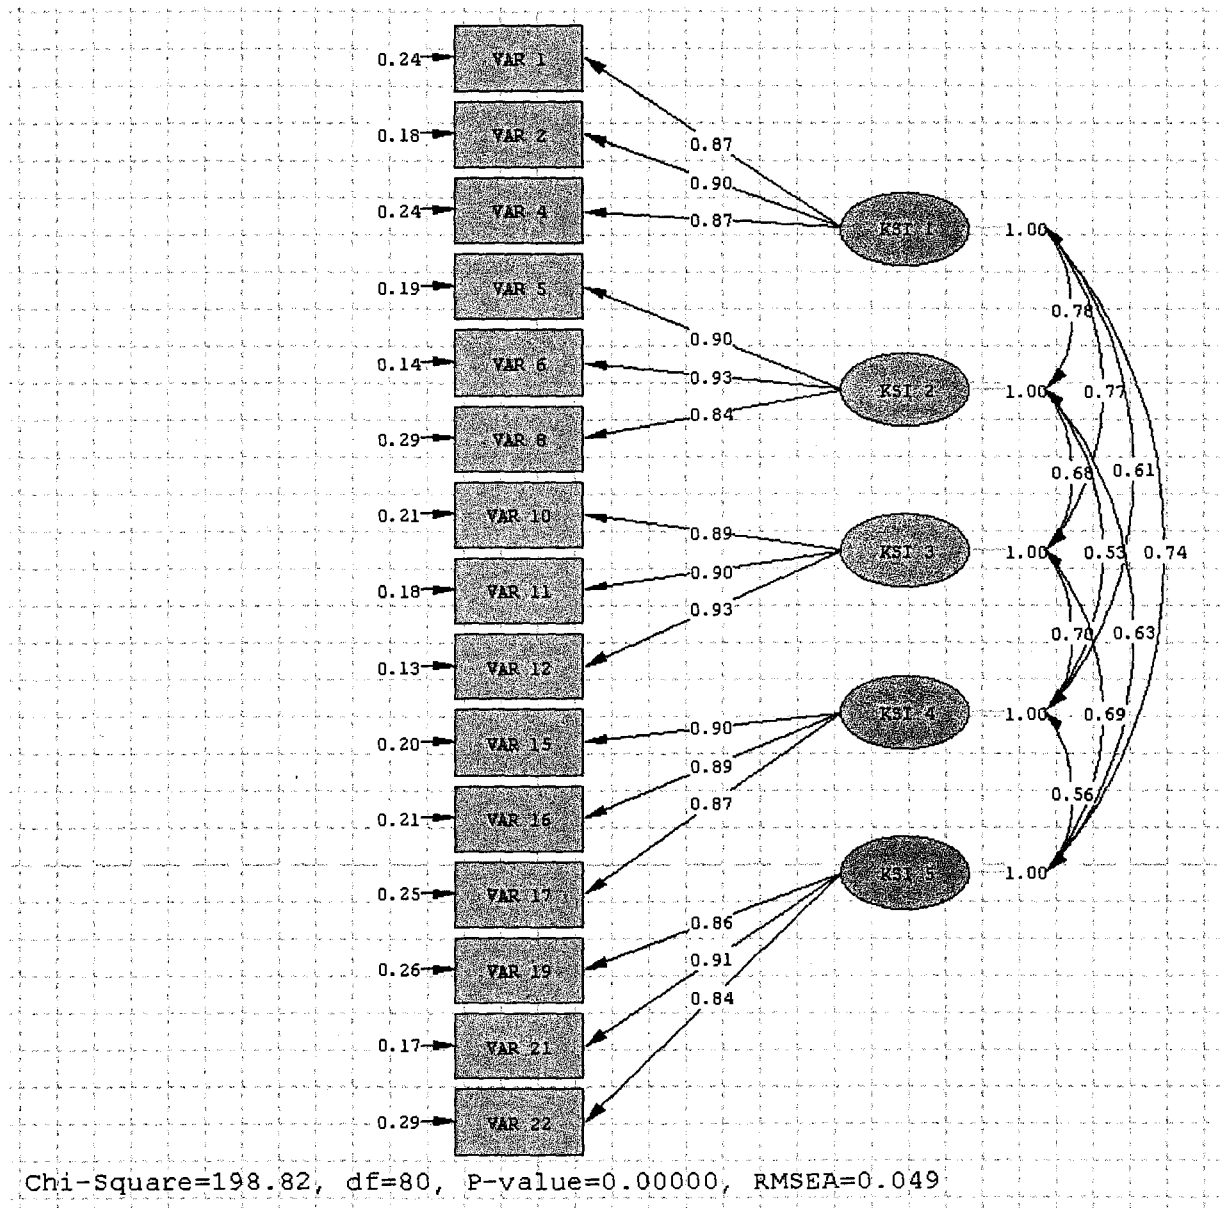 0.24 VAR 1
0.87
0.18 VAR 2
0.90
0.24 VAR 4
0.87
KSI 1 1.00
0.19 VAR 5
0.78
0.90
0.14 VAR 6
0.93
KSI 2 1.00 0.77
0.84
0.29 VAR 8
0.68 0.61
0.21 VAR 10
0.89
KSI 3 1.00 0.53 0.74
0.90
0.18 VAR 11
0.93
0.70 0.63
0.13 VAR 12
0.90
KSI 4 1.00 0.69
0.20 VAR 15
0.89
0.56
0.87
0.21 VAR 16
KSI 5 1.00
0.25 VAR 17
0.86
0.91
0.26 VAR 19
0.84
0.17 VAR 21
0.29 VAR 22
Chi-Square=198.82, df=80, P-value=0.00000, RMSEA=0.049